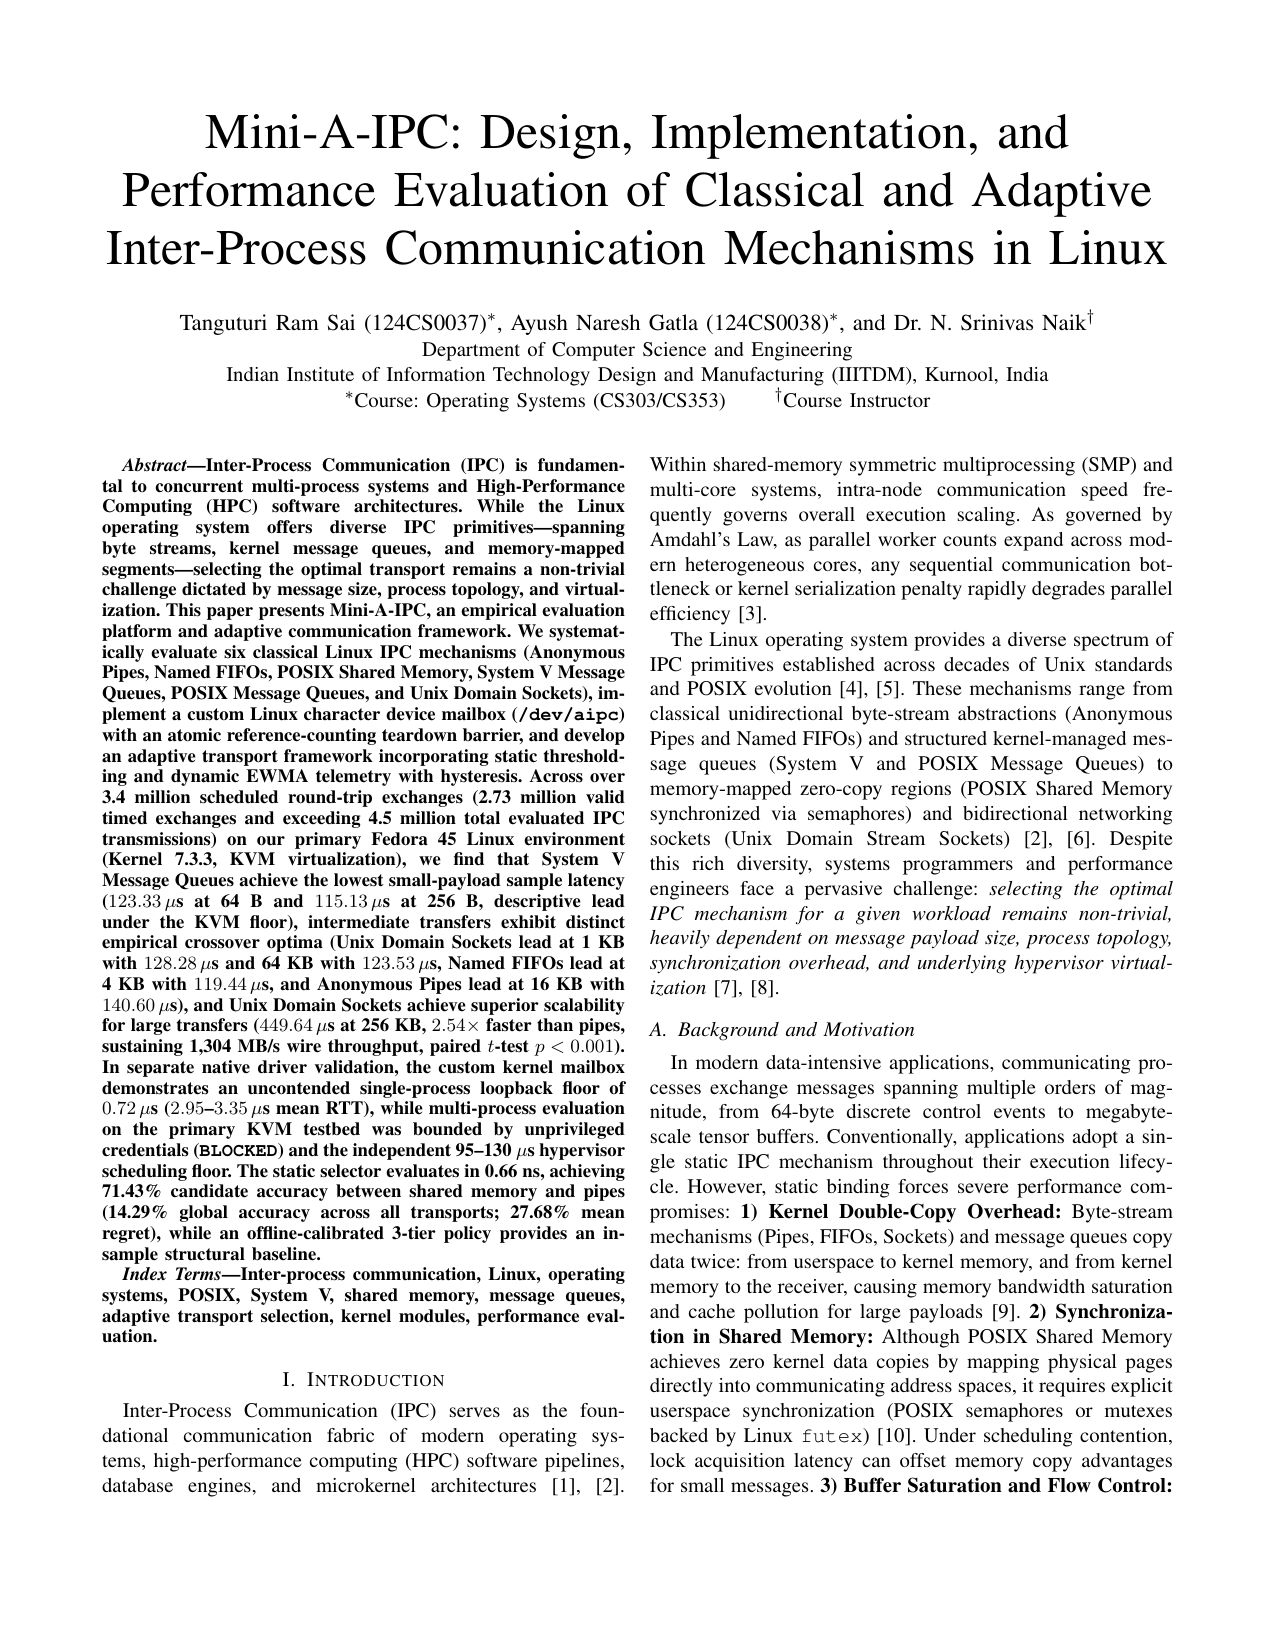 Mini-A-IPC: Design, Implementation, and
Performance Evaluation of Classical and Adaptive
Inter-Process Communication Mechanisms in Linux
Tanguturi Ram Sai (124CS0037)*, Ayush Naresh Gatla (124CS0038)*, and Dr. N. Srinivas Naik†
Department of Computer Science and Engineering
Indian Institute of Information Technology Design and Manufacturing (IIITDM), Kurnool, India
*Course: Operating Systems (CS303/CS353) †Course Instructor
Abstract—Inter-Process Communication (IPC) is fundamen-
tal to concurrent multi-process systems and High-Performance
Computing (HPC) software architectures. While the Linux
operating system offers diverse IPC primitives—spanning
byte streams, kernel message queues, and memory-mapped
segments—selecting the optimal transport remains a non-trivial
challenge dictated by message size, process topology, and virtual-
ization. This paper presents Mini-A-IPC, an empirical evaluation
platform and adaptive communication framework. We systemat-
ically evaluate six classical Linux IPC mechanisms (Anonymous
Pipes, Named FIFOs, POSIX Shared Memory, System V Message
Queues, POSIX Message Queues, and Unix Domain Sockets), im-
plement a custom Linux character device mailbox (/dev/aipc)
with an atomic reference-counting teardown barrier, and develop
an adaptive transport framework incorporating static threshold-
ing and dynamic EWMA telemetry with hysteresis. Across over
3.4 million scheduled round-trip exchanges (2.73 million valid
timed exchanges and exceeding 4.5 million total evaluated IPC
transmissions) on our primary Fedora 45 Linux environment
(Kernel 7.3.3, KVM virtualization), we find that System V
Message Queues achieve the lowest small-payload sample latency
(123.33 μs at 64 B and 115.13 μs at 256 B, descriptive lead
under the KVM floor), intermediate transfers exhibit distinct
empirical crossover optima (Unix Domain Sockets lead at 1 KB
with 128.28 μs and 64 KB with 123.53 μs, Named FIFOs lead at
4 KB with 119.44 μs, and Anonymous Pipes lead at 16 KB with
140.60 μs), and Unix Domain Sockets achieve superior scalability
for large transfers (449.64 μs at 256 KB, 2.54× faster than pipes,
sustaining 1,304 MB/s wire throughput, paired t-test p < 0.001).
In separate native driver validation, the custom kernel mailbox
demonstrates an uncontended single-process loopback floor of
0.72 μs (2.95–3.35 μs mean RTT), while multi-process evaluation
on the primary KVM testbed was bounded by unprivileged
credentials (BLOCKED) and the independent 95–130 μs hypervisor
scheduling floor. The static selector evaluates in 0.66 ns, achieving
71.43% candidate accuracy between shared memory and pipes
(14.29% global accuracy across all transports; 27.68% mean
regret), while an offline-calibrated 3-tier policy provides an in-
sample structural baseline.
Index Terms—Inter-process communication, Linux, operating
systems, POSIX, System V, shared memory, message queues,
adaptive transport selection, kernel modules, performance eval-
uation.
I. INTRODUCTION
Inter-Process Communication (IPC) serves as the foun-
dational communication fabric of modern operating sys-
tems, high-performance computing (HPC) software pipelines,
database engines, and microkernel architectures [1], [2].
Within shared-memory symmetric multiprocessing (SMP) and
multi-core systems, intra-node communication speed fre-
quently governs overall execution scaling. As governed by
Amdahl's Law, as parallel worker counts expand across mod-
ern heterogeneous cores, any sequential communication bot-
tleneck or kernel serialization penalty rapidly degrades parallel
efficiency [3].
The Linux operating system provides a diverse spectrum of
IPC primitives established across decades of Unix standards
and POSIX evolution [4], [5]. These mechanisms range from
classical unidirectional byte-stream abstractions (Anonymous
Pipes and Named FIFOs) and structured kernel-managed mes-
sage queues (System V and POSIX Message Queues) to
memory-mapped zero-copy regions (POSIX Shared Memory
synchronized via semaphores) and bidirectional networking
sockets (Unix Domain Stream Sockets) [2], [6]. Despite
this rich diversity, systems programmers and performance
engineers face a pervasive challenge: selecting the optimal
IPC mechanism for a given workload remains non-trivial,
heavily dependent on message payload size, process topology,
synchronization overhead, and underlying hypervisor virtual-
ization [7], [8].
A. Background and Motivation
In modern data-intensive applications, communicating pro-
cesses exchange messages spanning multiple orders of mag-
nitude, from 64-byte discrete control events to megabyte-
scale tensor buffers. Conventionally, applications adopt a sin-
gle static IPC mechanism throughout their execution lifecy-
cle. However, static binding forces severe performance com-
promises: 1) Kernel Double-Copy Overhead: Byte-stream
mechanisms (Pipes, FIFOs, Sockets) and message queues copy
data twice: from userspace to kernel memory, and from kernel
memory to the receiver, causing memory bandwidth saturation
and cache pollution for large payloads [9]. 2) Synchroniza-
tion in Shared Memory: Although POSIX Shared Memory
achieves zero kernel data copies by mapping physical pages
directly into communicating address spaces, it requires explicit
userspace synchronization (POSIX semaphores or mutexes
backed by Linux futex) [10]. Under scheduling contention,
lock acquisition latency can offset memory copy advantages
for small messages. 3) Buffer Saturation and Flow Control: